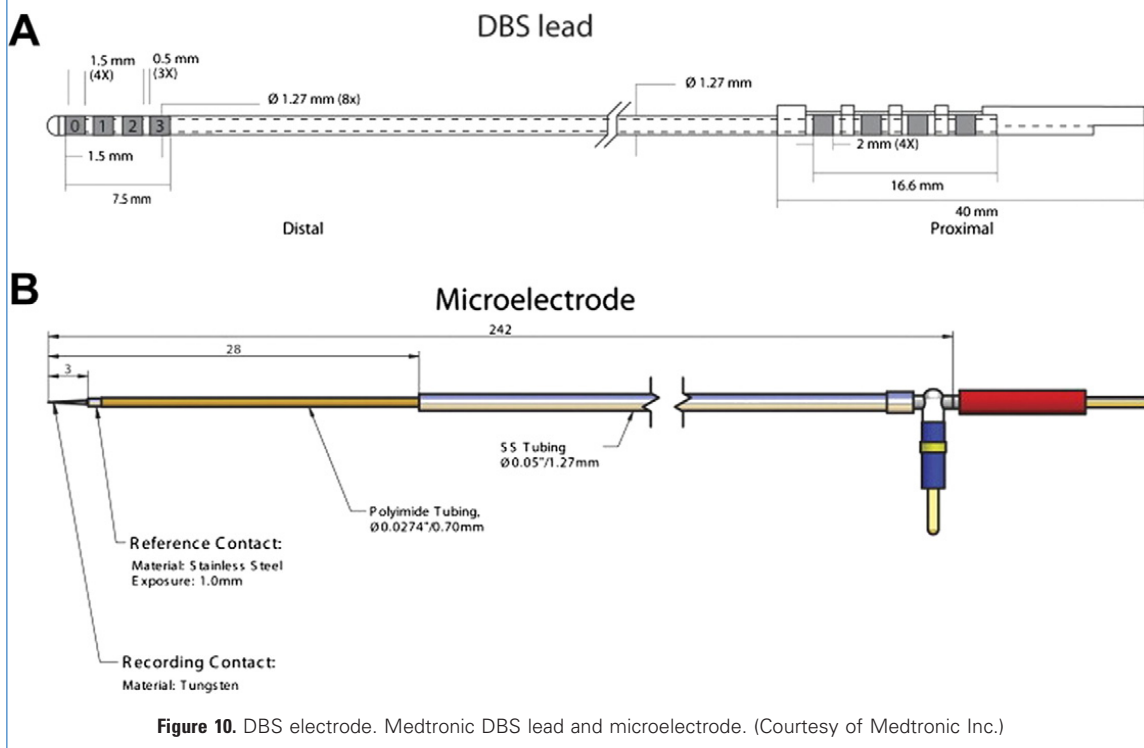 A
DBS lead
1.5 mm
(4X)
0.5 mm
(3X)
Ø 1.27 mm (8x)
Ø 1.27 mm
0 1 2 3
1.5 mm
7.5 mm
2 mm (4X)
16.6 mm
40 mm
Distal
Proximal
B
Microelectrode
242
28
3
SS Tubing
Ø0.05"/1.27mm
Polyimide Tubing,
Ø0.0274"/0.70mm
Reference Contact:
Material: Stainless Steel
Exposure: 1.0mm
Recording Contact:
Material: Tungsten
Figure 10. DBS electrode. Medtronic DBS lead and microelectrode. (Courtesy of Medtronic Inc.)